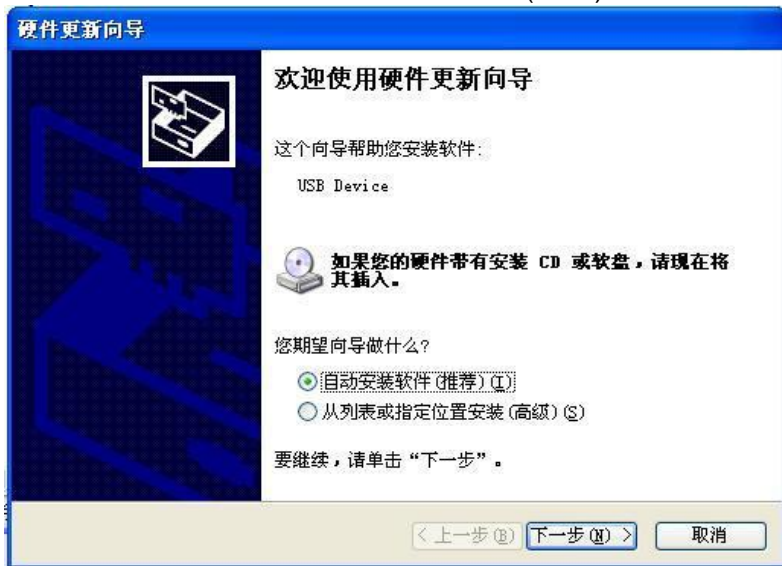 硬件更新向导
欢迎使用硬件更新向导
这个向导帮助您安装软件:
USB Device
如果您的硬件带有安装 CD 或软盘，请现在将
其插入。
您期望向导做什么?
自动安装软件(推荐)(I)
从列表或指定位置安装(高级)(S)
要继续，请单击“下一步”。
< 上一步(B)
下一步(N) >
取消